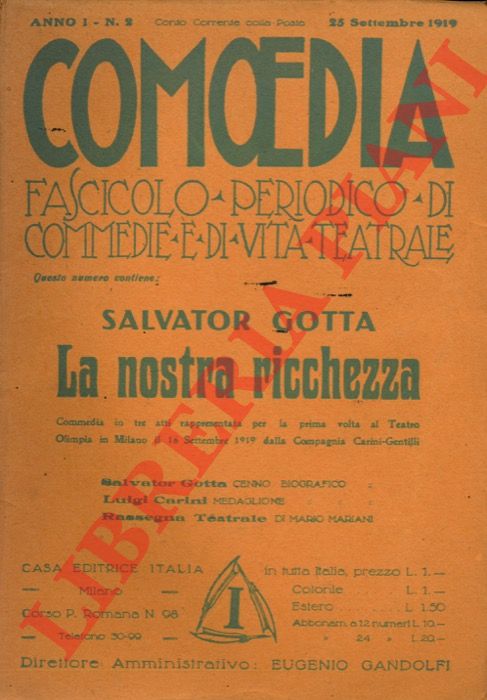 ANNO I - N. 2 Conto Corrente colla Posta 25 Settembre 1919
COMŒDIA
FASCICOLO PERIODICO DI
COMMEDIE E DI VITA TEATRALE
Questo numero contiene:
SALVATOR GOTTA
La nostra ricchezza
Commedia in tre atti rappresentata per la prima volta al Teatro
Olimpia in Milano il 16 Settembre 1919 dalla Compagnia Carini-Gentilli
Salvator Gotta CENNO BIOGRAFICO :
Luigi Carini MEDAGLIONE : : :
Rassegna Teatrale DI MARIO MARIANI
CASA EDITRICE ITALIA
— Milano —
Corso P. Romana N. 98
— Telefono 30-99 —
I
in tutta Italia, prezzo L. 1.—
Colonie L. 1.—
Estero . . . . . L. 1.50
Abbonam. a 12 numeri L. 10.—
» 24 » L. 20.—
Direttore Amministrativo: EUGENIO GANDOLFI
LIBRERIA PIANI